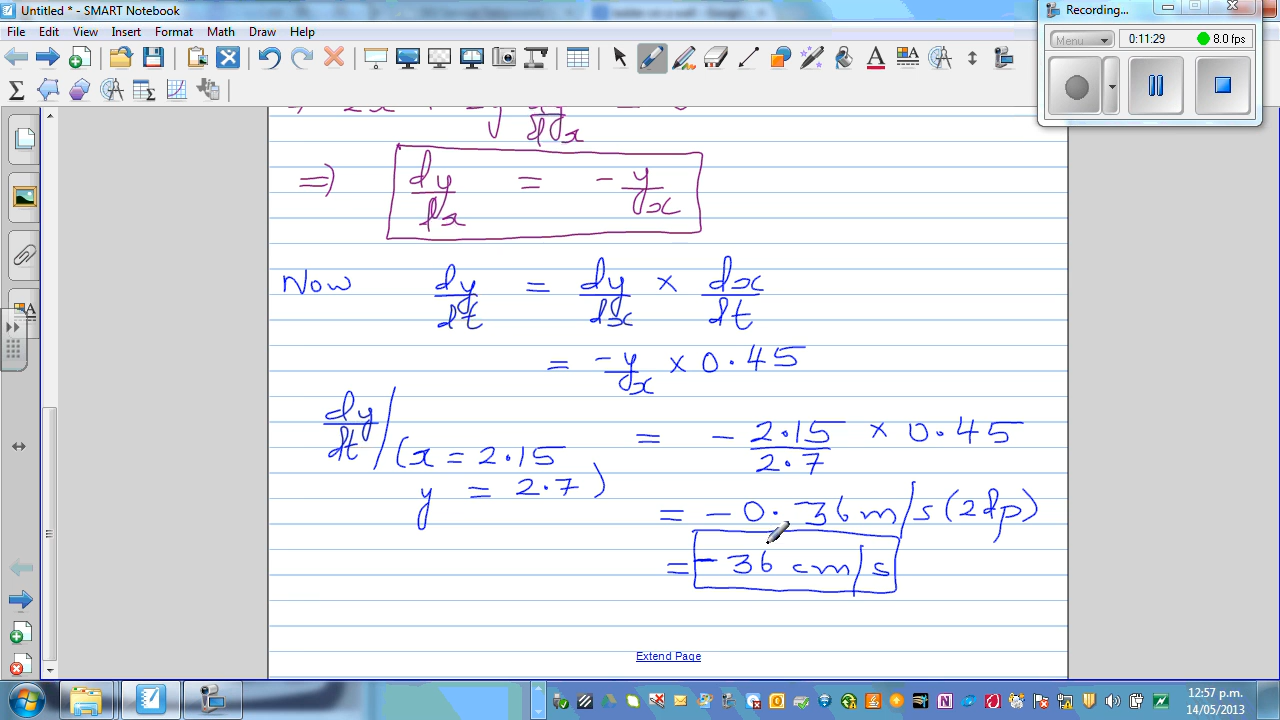 Untitled * - SMART Notebook
Recording...
File Edit View Insert Format Math Draw Help
Menu 0:11:29 8.0 fps
⇒ dy/dx = - y/x
Now dy/dt = dy/dx × dx/dt
= -y/x × 0.45
dy/dt | (x = 2.15 = - 2.15/2.7 × 0.45
y = 2.7)
= - 0.36 m/s (2dp)
= - 36 cm/s
Extend Page
12:57 p.m.
14/05/2013